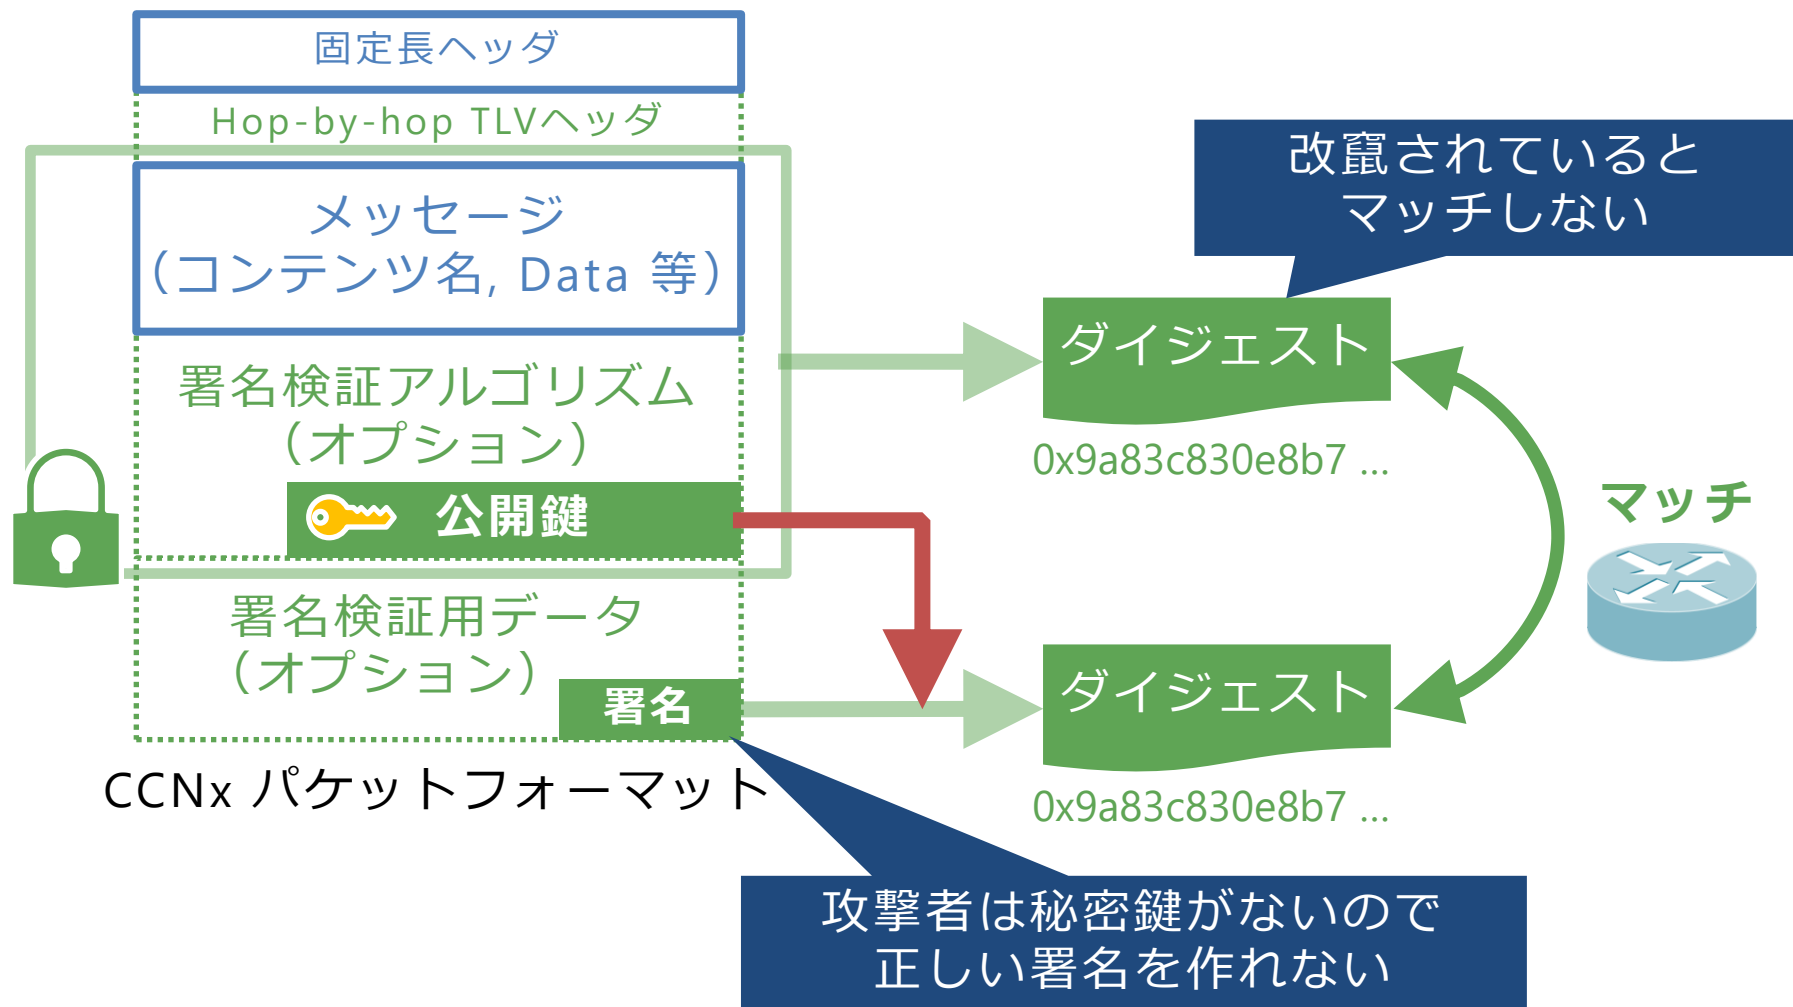 固定長ヘッダ
Hop-by-hop TLVヘッダ
メッセージ
（コンテンツ名, Data 等）
署名検証アルゴリズム
（オプション）
公開鍵
署名検証用データ
（オプション）
署名
CCNx パケットフォーマット
改竄されていると
マッチしない
ダイジェスト
0x9a83c830e8b7 ...
マッチ
ダイジェスト
0x9a83c830e8b7 ...
攻撃者は秘密鍵がないので
正しい署名を作れない